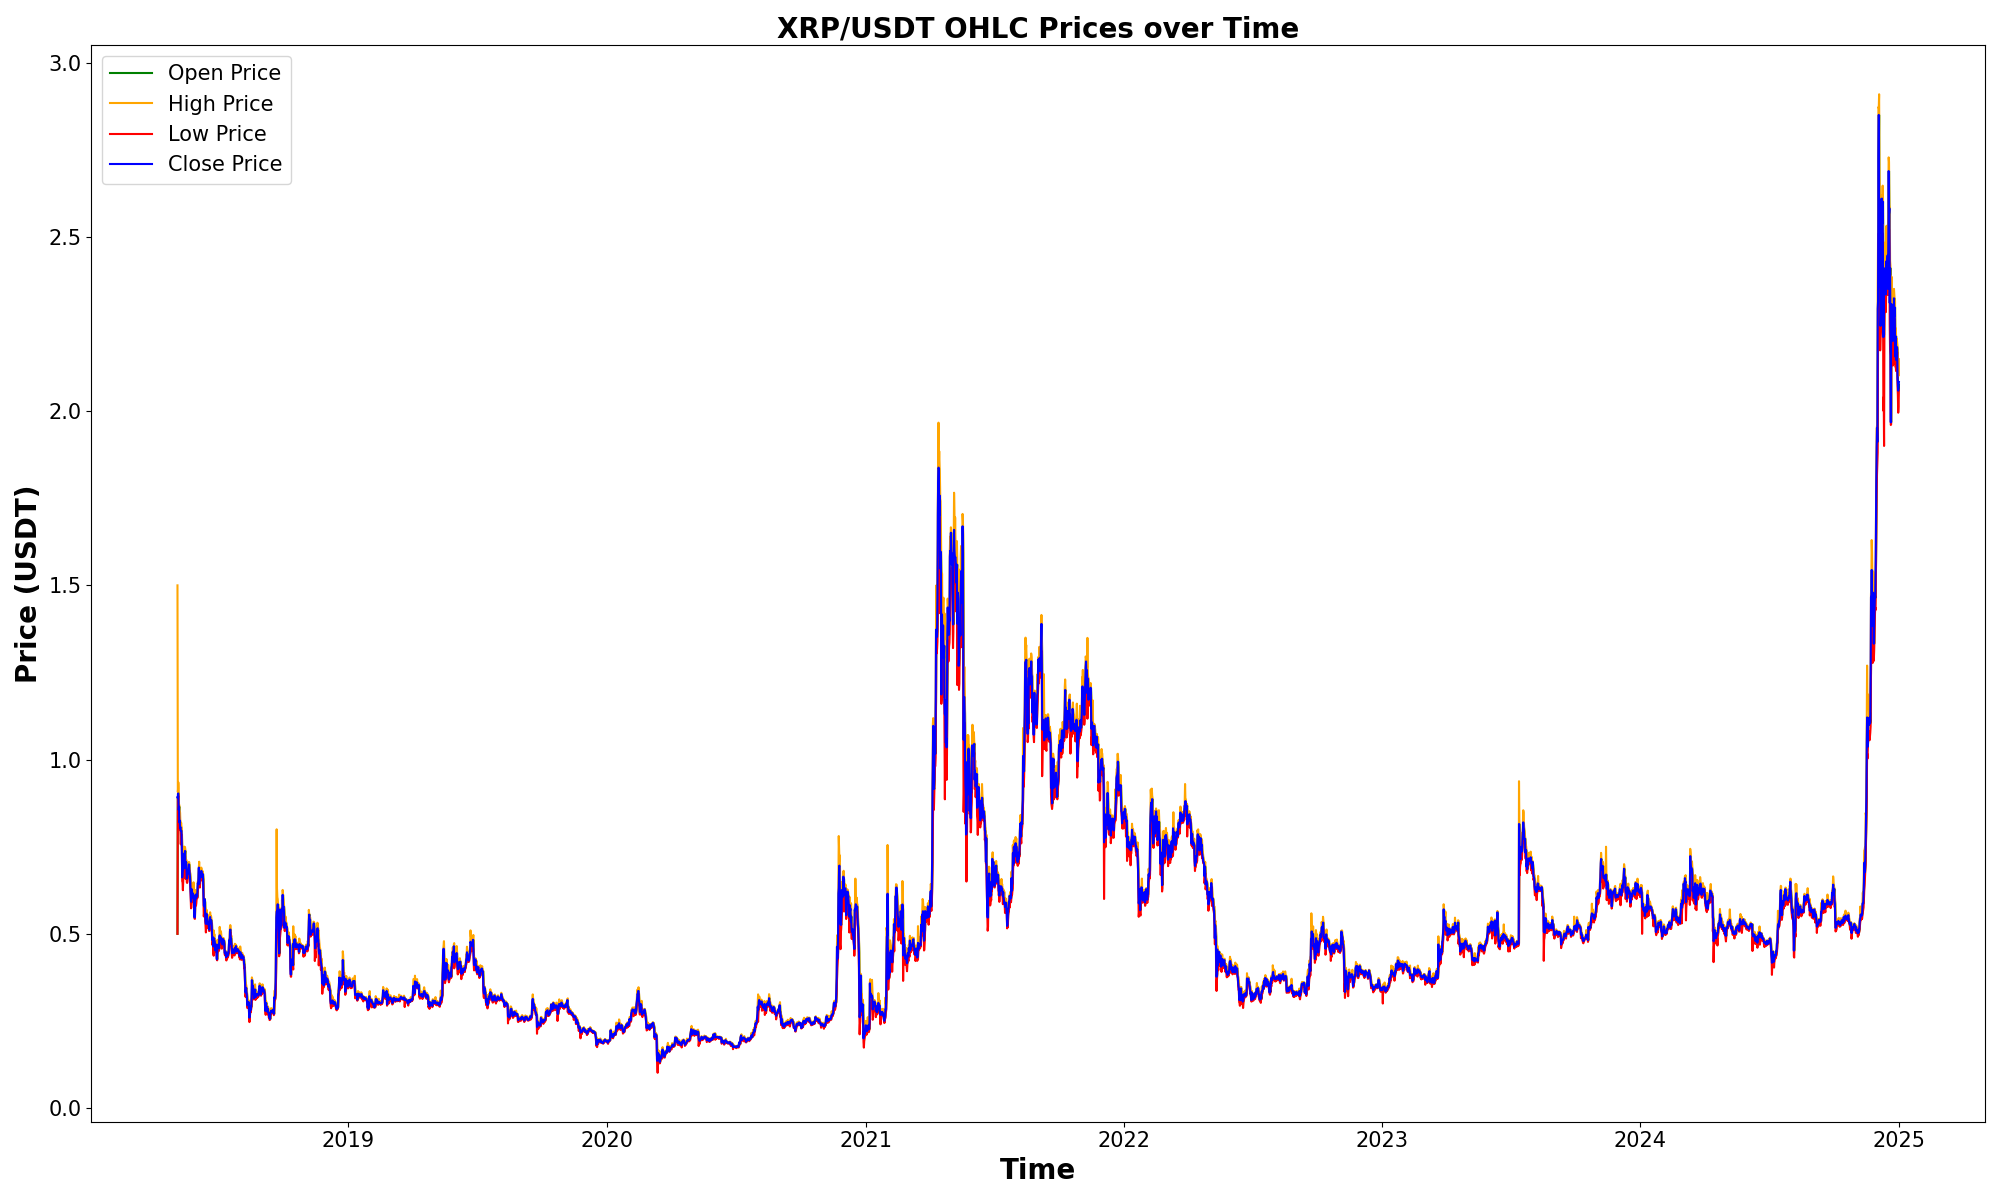 XRP/USDT OHLC Prices over Time
Open Price
High Price
Low Price
Close Price
Price (USDT)
3.0
2.5
2.0
1.5
1.0
0.5
0.0
2019
2020
2021
2022
2023
2024
2025
Time